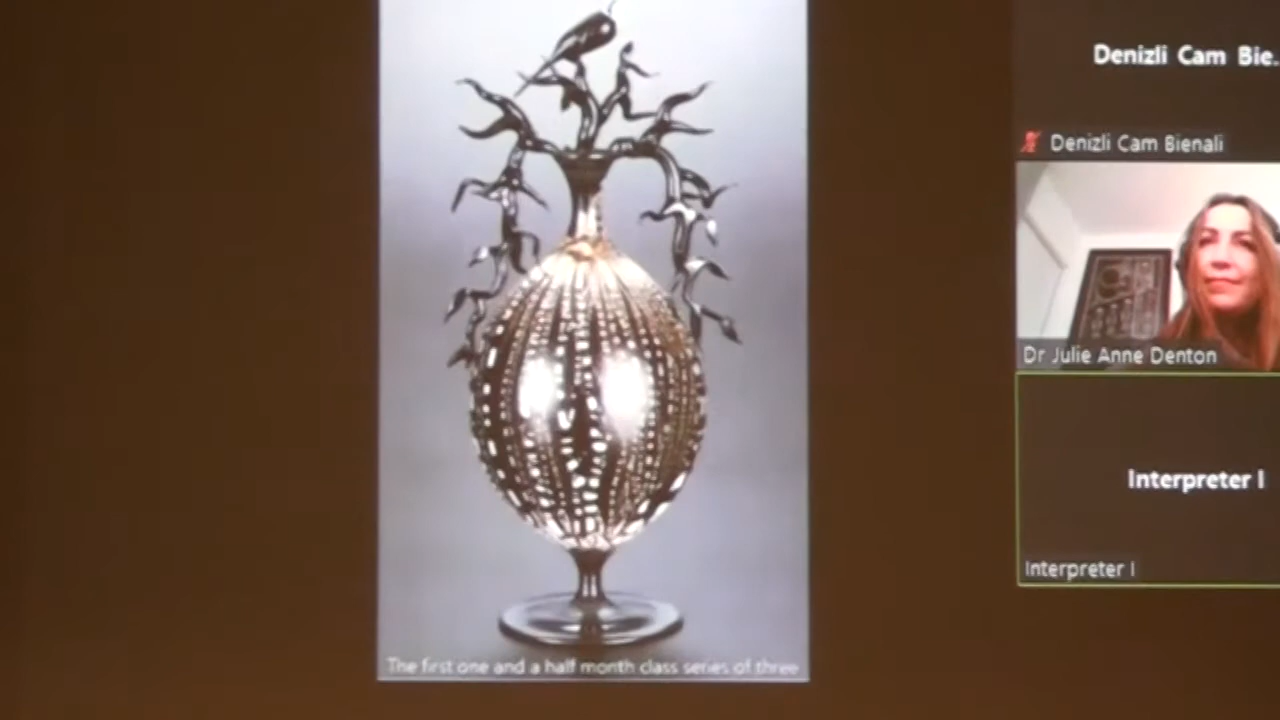 Denizli Cam Bie.
Denizli Cam Bienali
Dr Julie Anne Denton
Interpreter I
Interpreter I
The first one and a half month class series of three